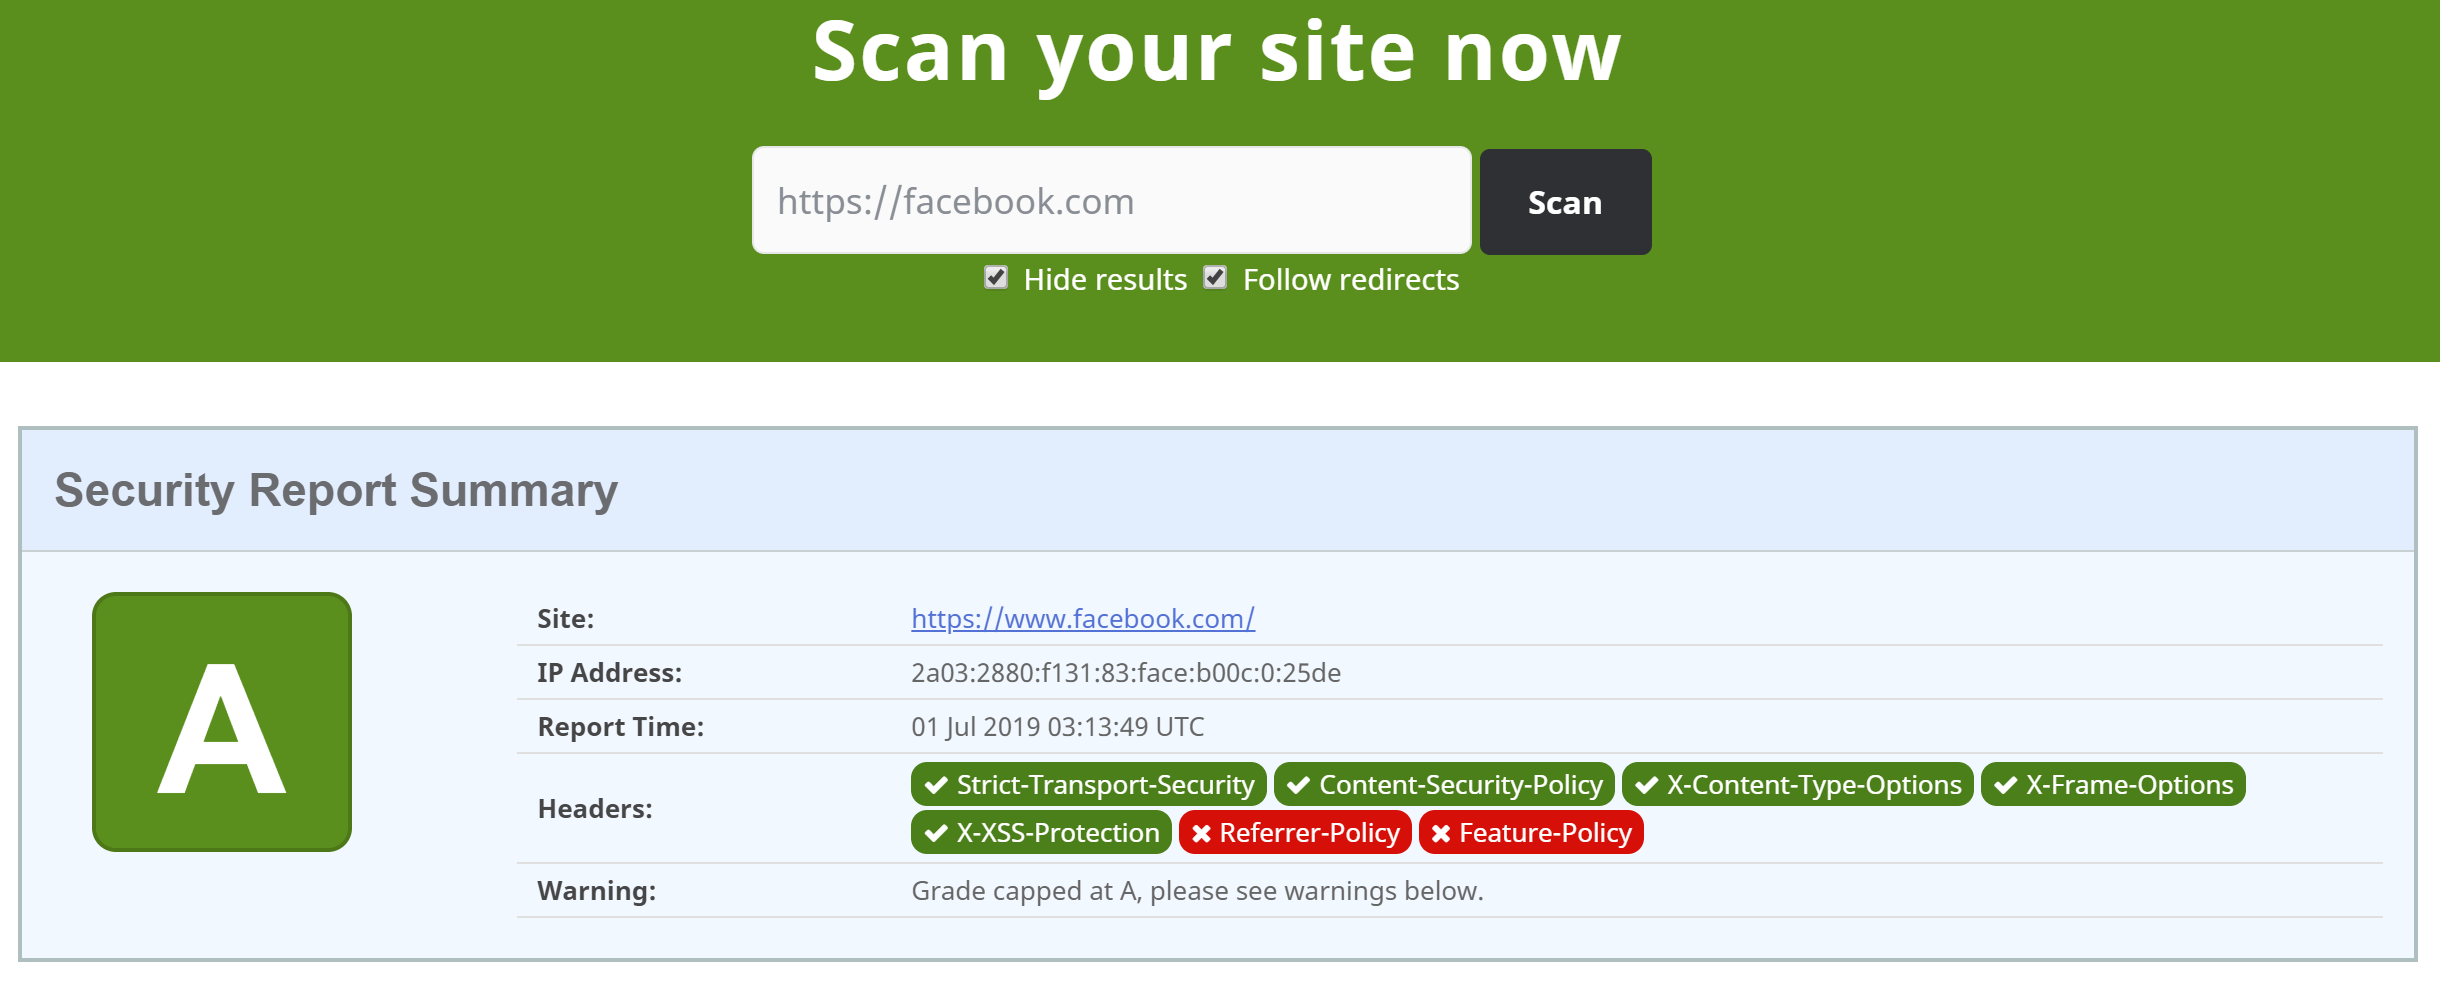 Scan your site now
https://facebook.com
Scan
Hide results Follow redirects
Security Report Summary
A
Site: https://www.facebook.com/
IP Address: 2a03:2880:f131:83:face:b00c:0:25de
Report Time: 01 Jul 2019 03:13:49 UTC
Headers: Strict-Transport-Security Content-Security-Policy X-Content-Type-Options X-Frame-Options
X-XSS-Protection Referrer-Policy Feature-Policy
Warning: Grade capped at A, please see warnings below.